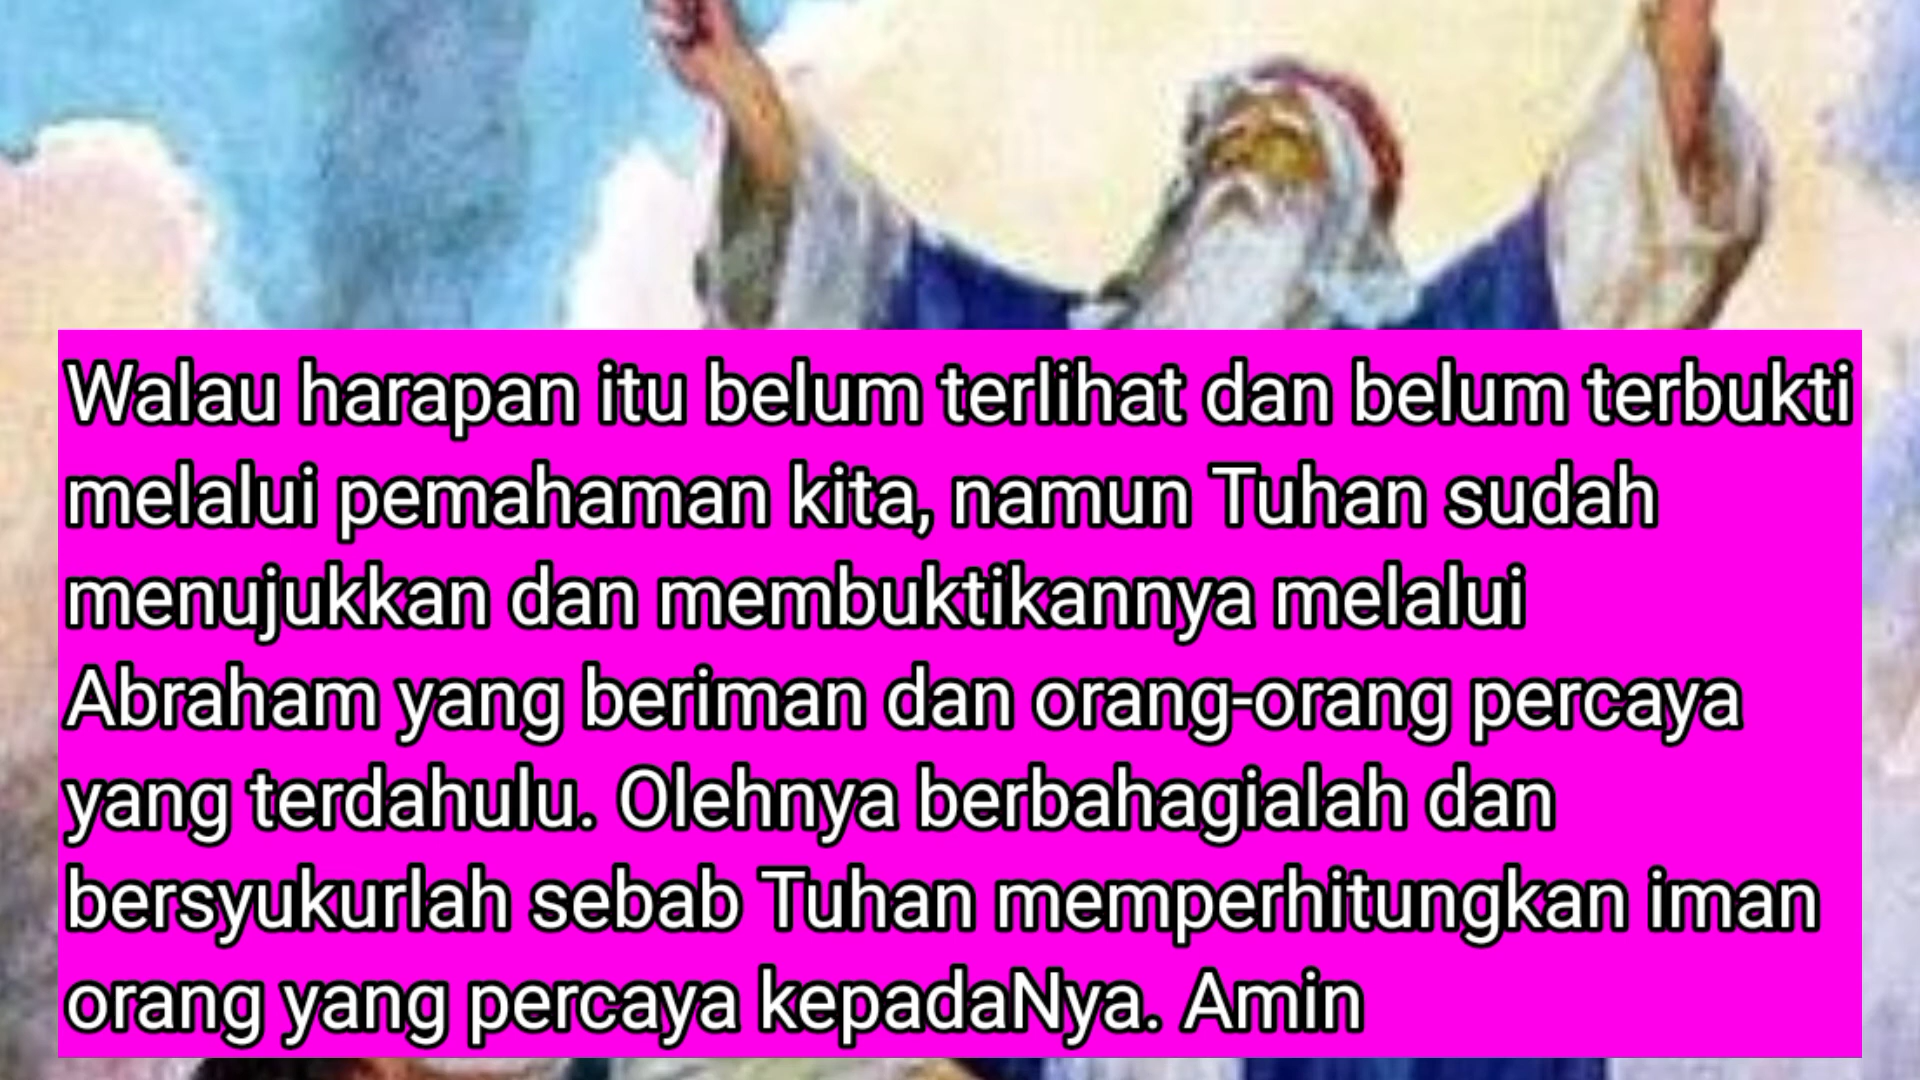 Walau harapan itu belum terlihat dan belum terbukti
melalui pemahaman kita, namun Tuhan sudah
menujukkan dan membuktikannya melalui
Abraham yang beriman dan orang-orang percaya
yang terdahulu. Olehnya berbahagialah dan
bersyukurlah sebab Tuhan memperhitungkan iman
orang yang percaya kepadaNya. Amin